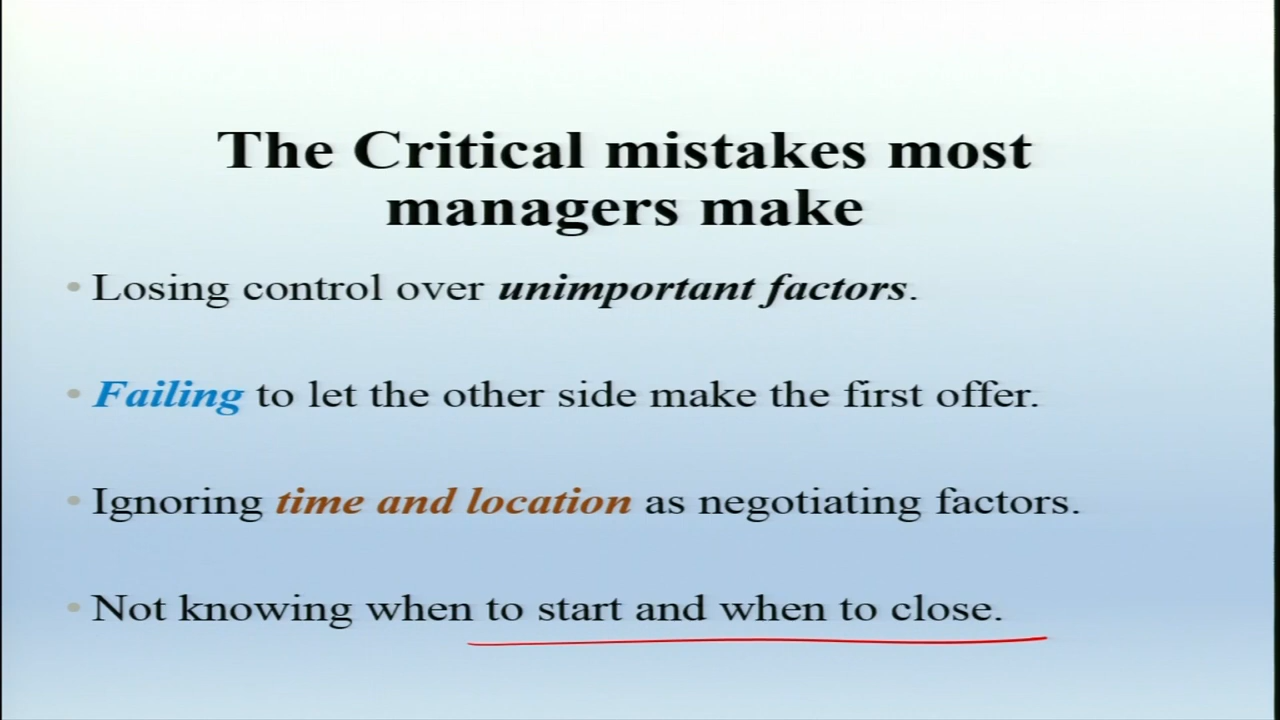 The Critical mistakes most
managers make
• Losing control over unimportant factors.
• Failing to let the other side make the first offer.
• Ignoring time and location as negotiating factors.
• Not knowing when to start and when to close.